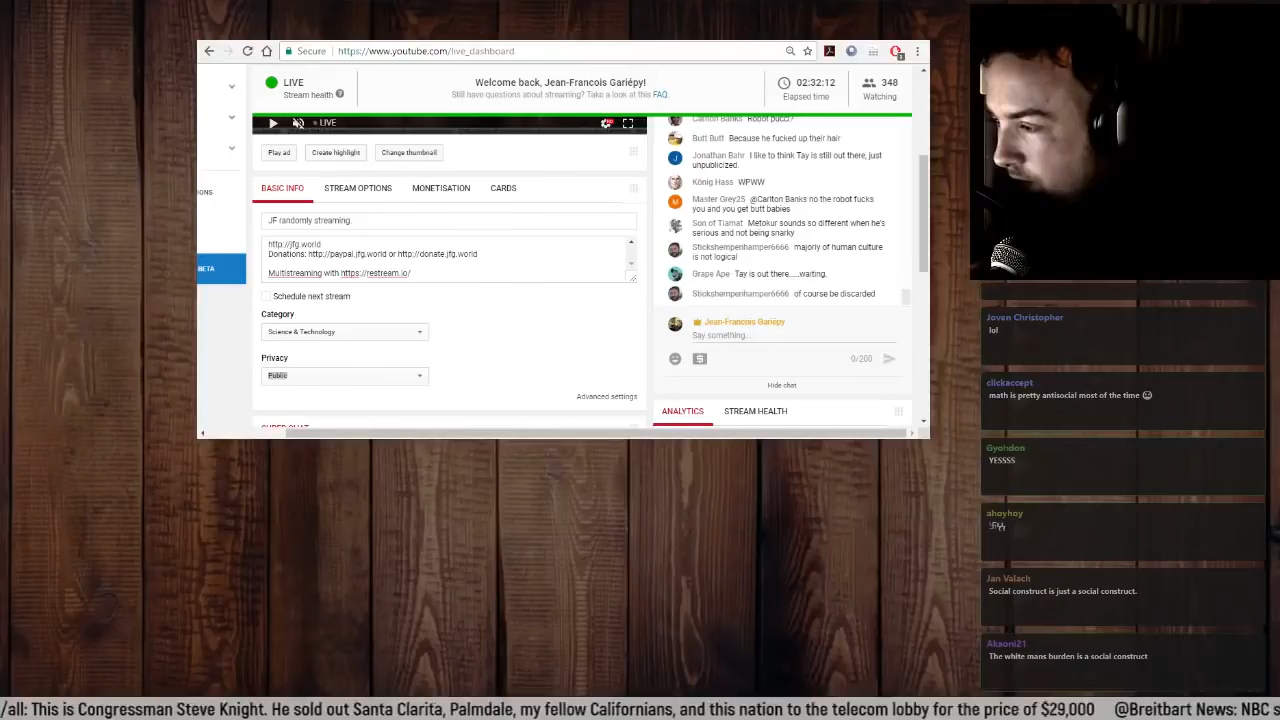 Secure
https://www.youtube.com/live_dashboard
LIVE
Stream health
Welcome back, Jean-Francois Gariépy!
Still have questions about streaming? Take a look at this FAQ.
02:32:12
Elapsed time
348
Watching
LIVE
Play ad
Create highlight
Change thumbnail
BASIC INFO
STREAM OPTIONS
MONETISATION
CARDS
IONS
BETA
JF randomly streaming.
http://jfg.world
Donations: http://paypal.jfg.world or http://donate.jfg.world
Multistreaming with https://restream.io/
Schedule next stream
Category
Science & Technology
Privacy
Public
Advanced settings
SUPER CHAT
Carlton Banks Robot pucci?
Butt Butt Because he fucked up their hair
Jonathan Bahr I like to think Tay is still out there, just
unpublicized.
König Hass WPWW
Master Grey25 @Carlton Banks no the robot fucks
you and you get butt babies
Son of Tiamat Metokur sounds so different when he's
serious and not being snarky
Stickshempenhamper6666 majoriy of human culture
is not logical
Grape Ape Tay is out there.....waiting.
Stickshempenhamper6666 of course be discarded
Jean-Francois Gariépy
Say something...
0/200
Hide chat
ANALYTICS
STREAM HEALTH
Joven Christopher
lol
clickaccept
math is pretty antisocial most of the time
Gyohdon
YESSSS
ahoyhoy
Jan Valach
Social construct is just a social construct.
Akaoni21
The white mans burden is a social construct
/all: This is Congressman Steve Knight. He sold out Santa Clarita, Palmdale, my fellow Californians, and this nation to the telecom lobby for the price of $29,000 @Breitbart News: NBC s